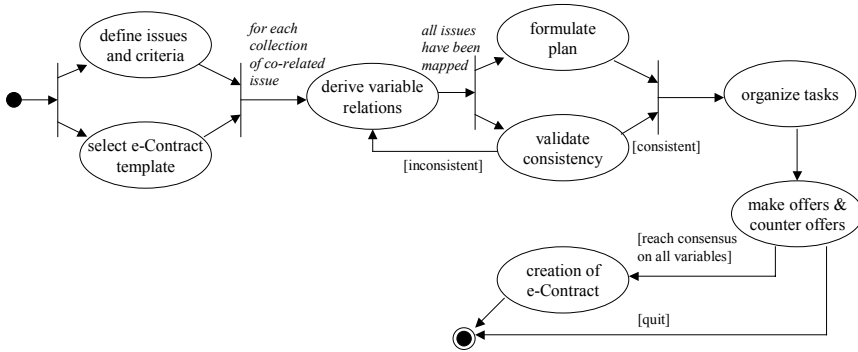 define issues
and criteria
select e-Contract
template
for each
collection
of co-related
issue
derive variable
relations
all issues
have been
mapped
formulate
plan
validate
consistency
[inconsistent]
[consistent]
organize tasks
make offers &
counter offers
[reach consensus
on all variables]
creation of
e-Contract
[quit]